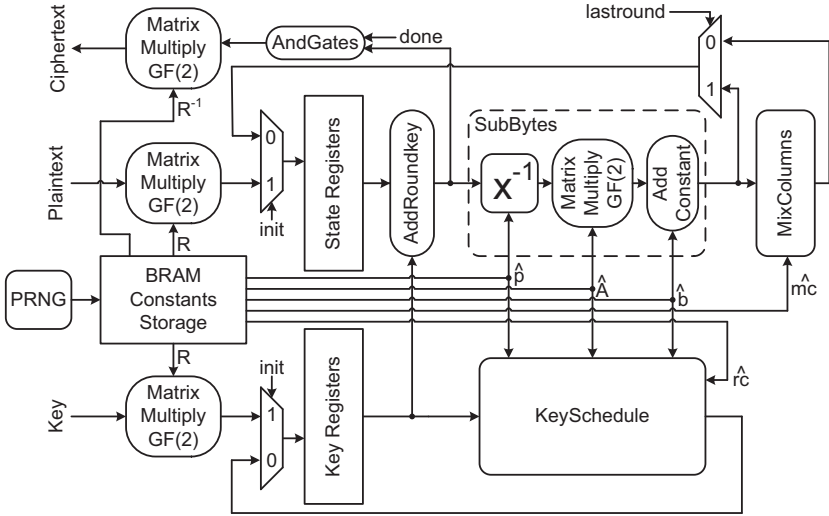 lastround
Ciphertext
Matrix
Multiply
GF(2)
AndGates
done
0
1
R-1
SubBytes
Plaintext
Matrix
Multiply
GF(2)
0
1
init
State Registers
AddRoundkey
x-1
Matrix
Multiply
GF(2)
Add
Constant
MixColumns
R
PRNG
BRAM
Constants
Storage
p̂
Â
b̂
m̂c
R
init
r̂c
Key
Matrix
Multiply
GF(2)
1
0
Key Registers
KeySchedule